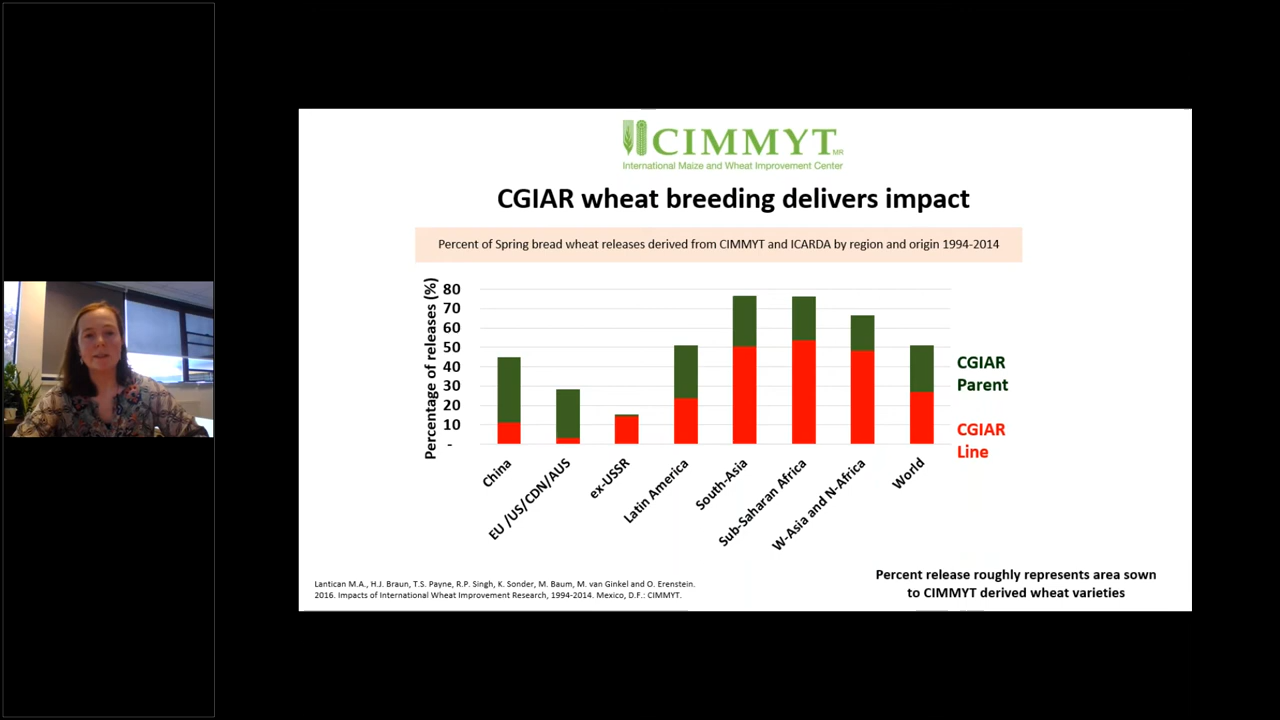 CIMMYT MR
International Maize and Wheat Improvement Center
CGIAR wheat breeding delivers impact
Percent of Spring bread wheat releases derived from CIMMYT and ICARDA by region and origin 1994-2014
Percentage of releases (%)
80
70
60
50
40
30
20
10
-
China
EU /US/CDN/AUS
ex-USSR
Latin America
South-Asia
Sub-Saharan Africa
W-Asia and N-Africa
World
CGIAR
Parent
CGIAR
Line
Lantican M.A., H.J. Braun, T.S. Payne, R.P. Singh, K. Sonder, M. Baum, M. van Ginkel and O. Erenstein.
2016. Impacts of International Wheat Improvement Research, 1994-2014. Mexico, D.F.: CIMMYT.
Percent release roughly represents area sown
to CIMMYT derived wheat varieties